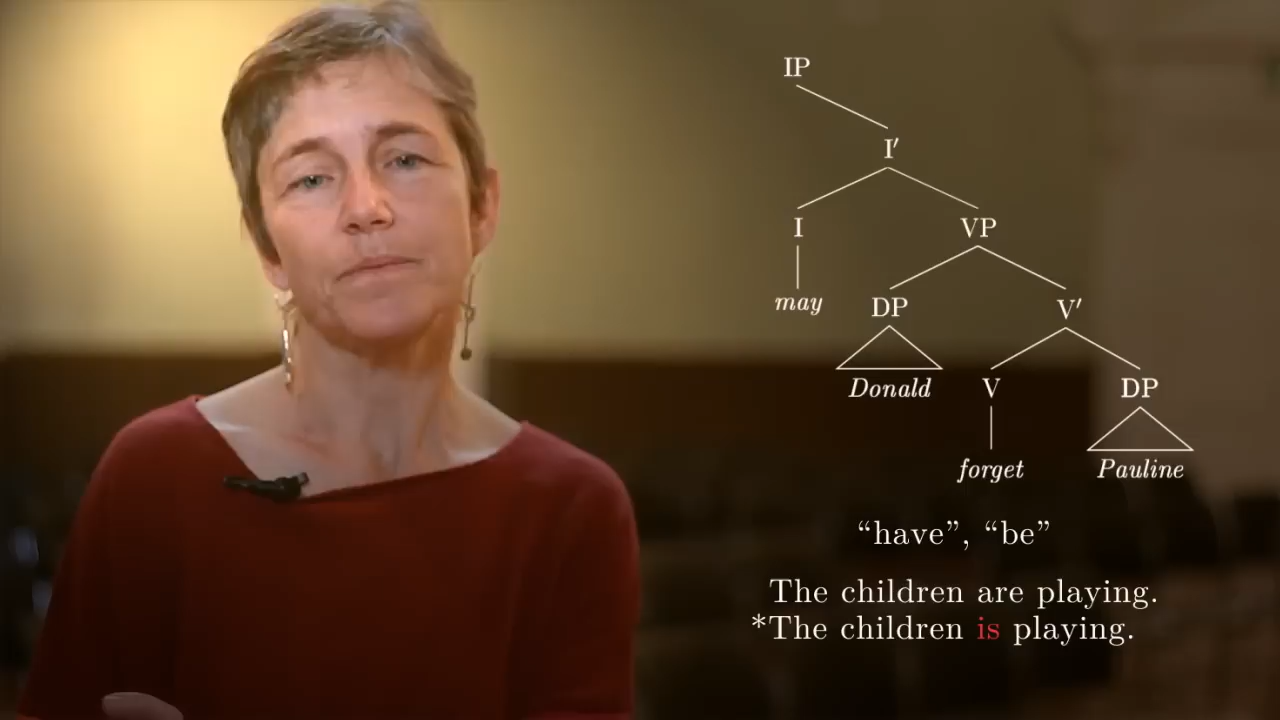 IP
I′
I VP
may DP V′
Donald V DP
forget Pauline
“have”, “be”
The children are playing.
*The children is playing.